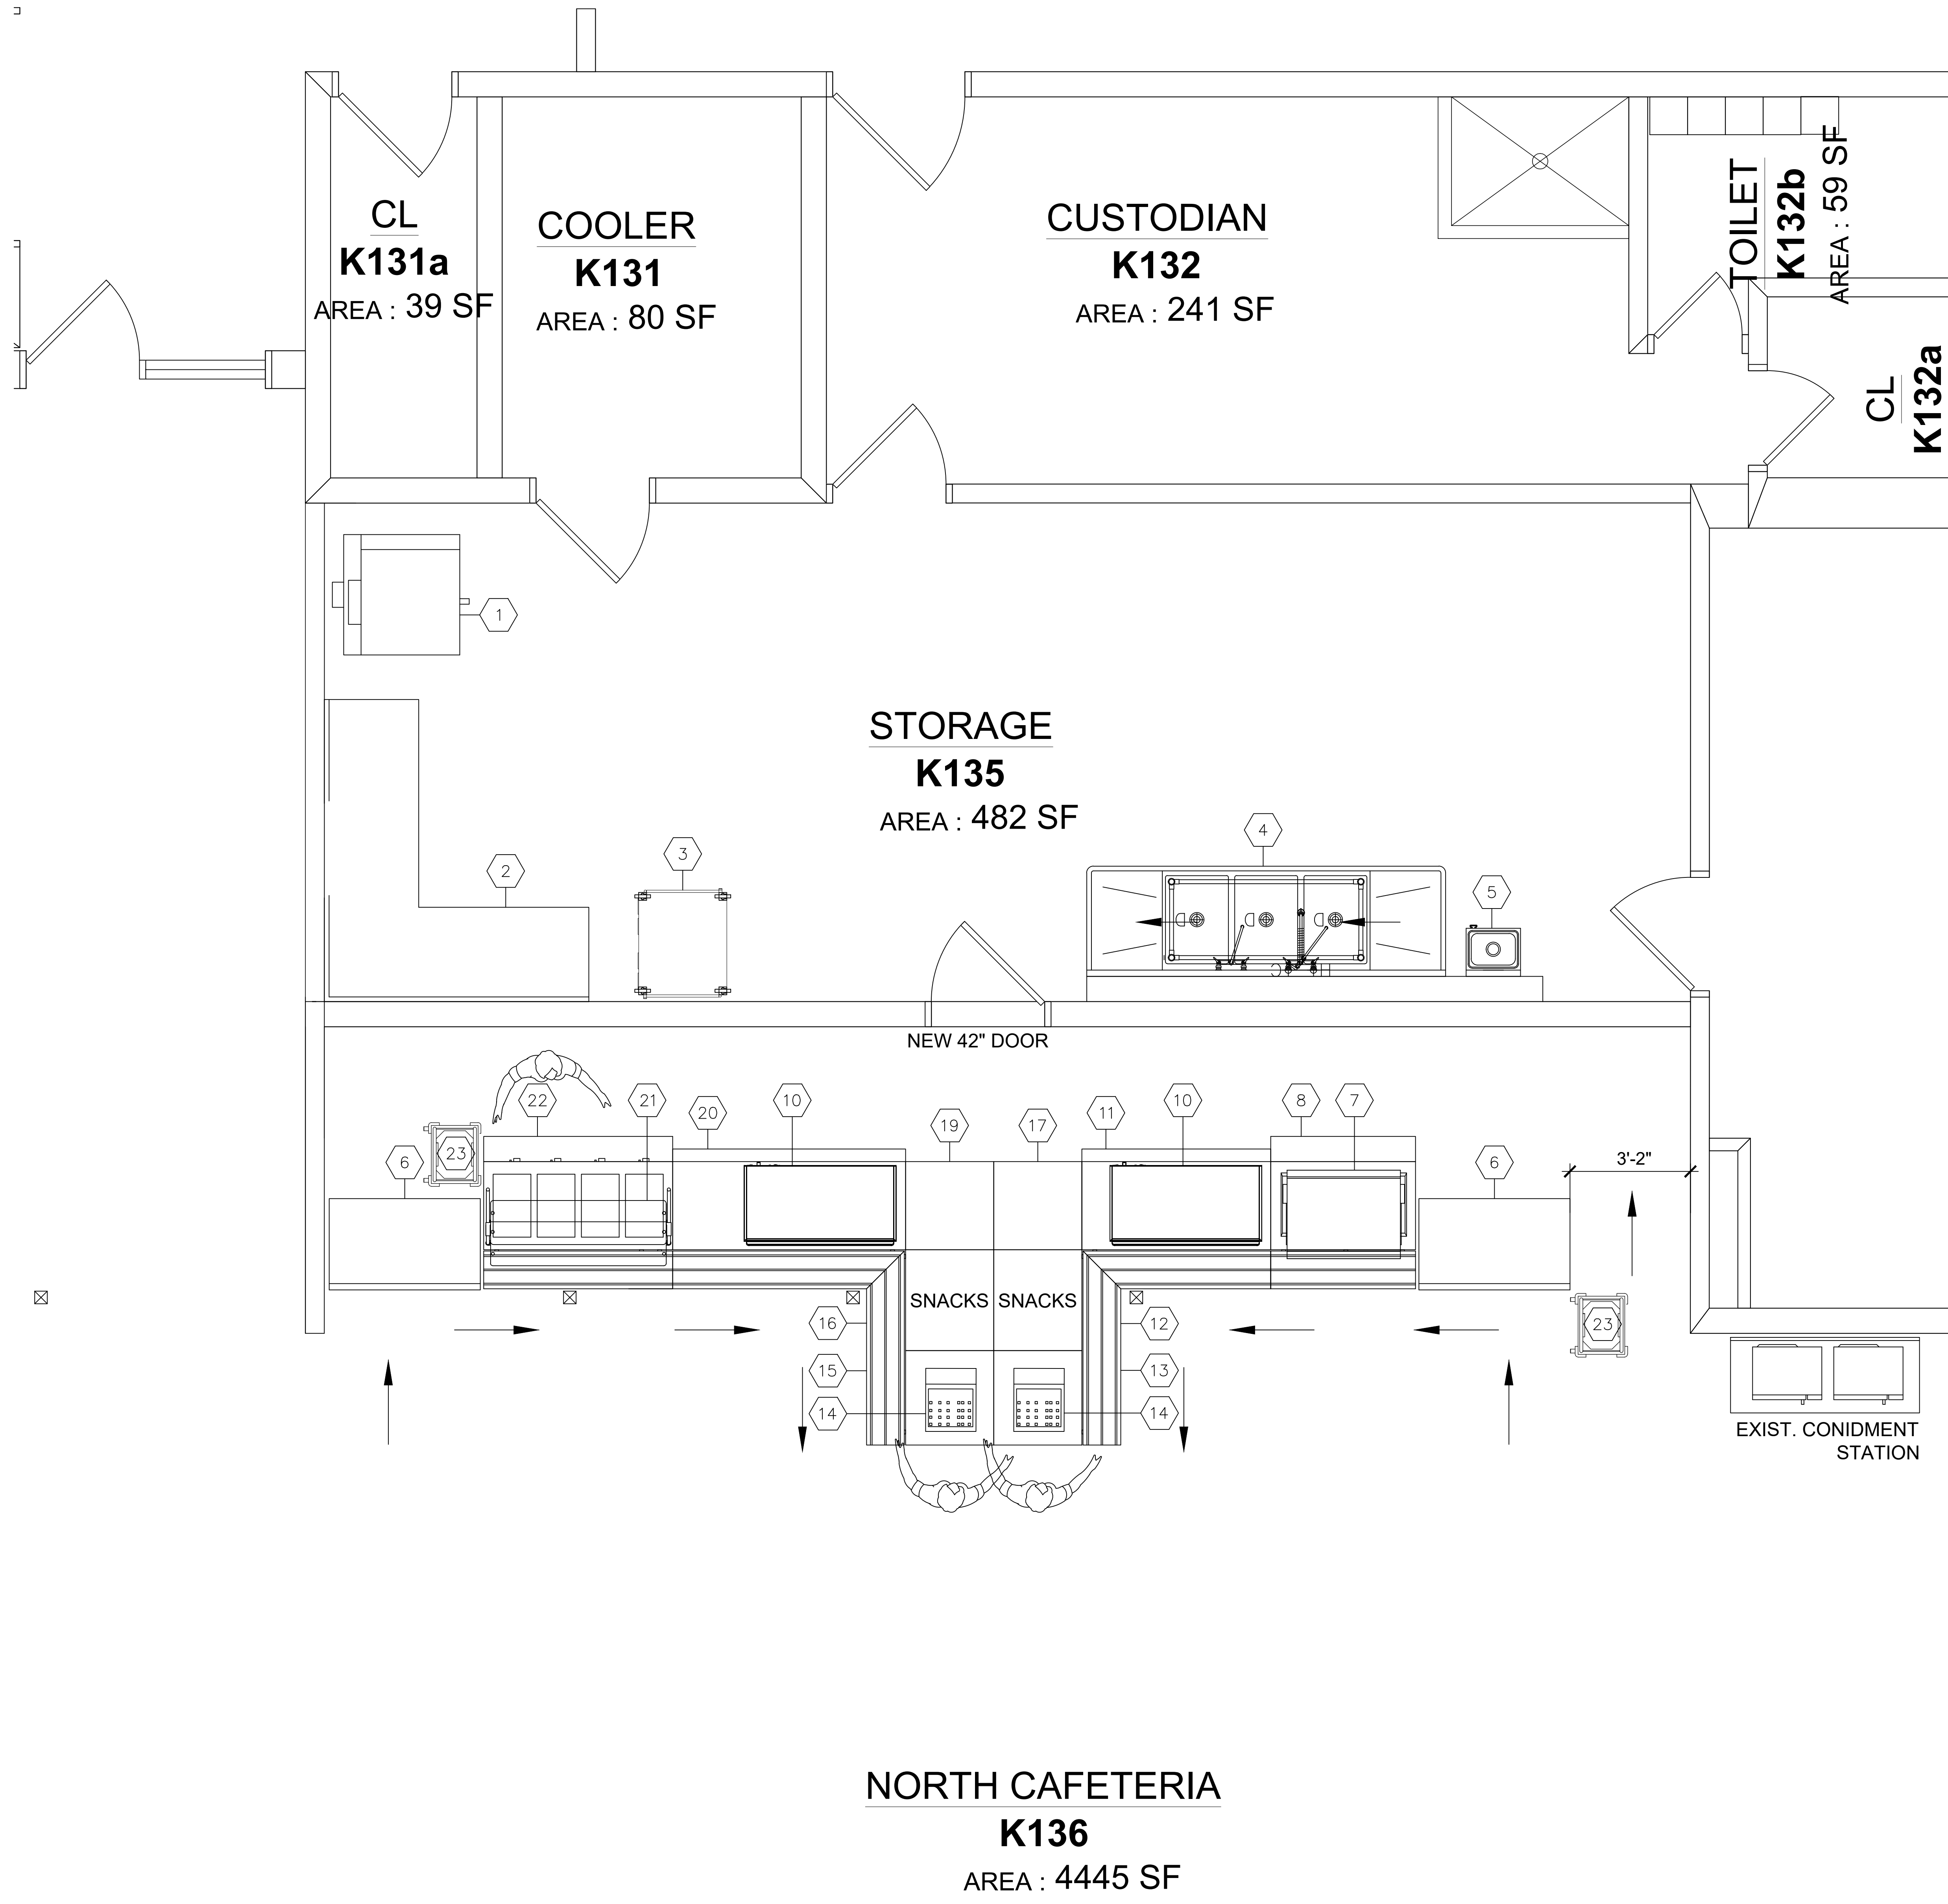 CL
K131a
AREA : 39 SF
COOLER
K131
AREA : 80 SF
CUSTODIAN
K132
AREA : 241 SF
TOILET
K132b
AREA : 59 SF
CL
K132a
1
STORAGE
K135
AREA : 482 SF
2
3
4
5
NEW 42" DOOR
22
21
20
10
19
17
11
10
8
7
6
23
6
3'-2"
SNACKS
SNACKS
16
12
23
15
13
14
14
EXIST. CONIDMENT
STATION
NORTH CAFETERIA
K136
AREA : 4445 SF